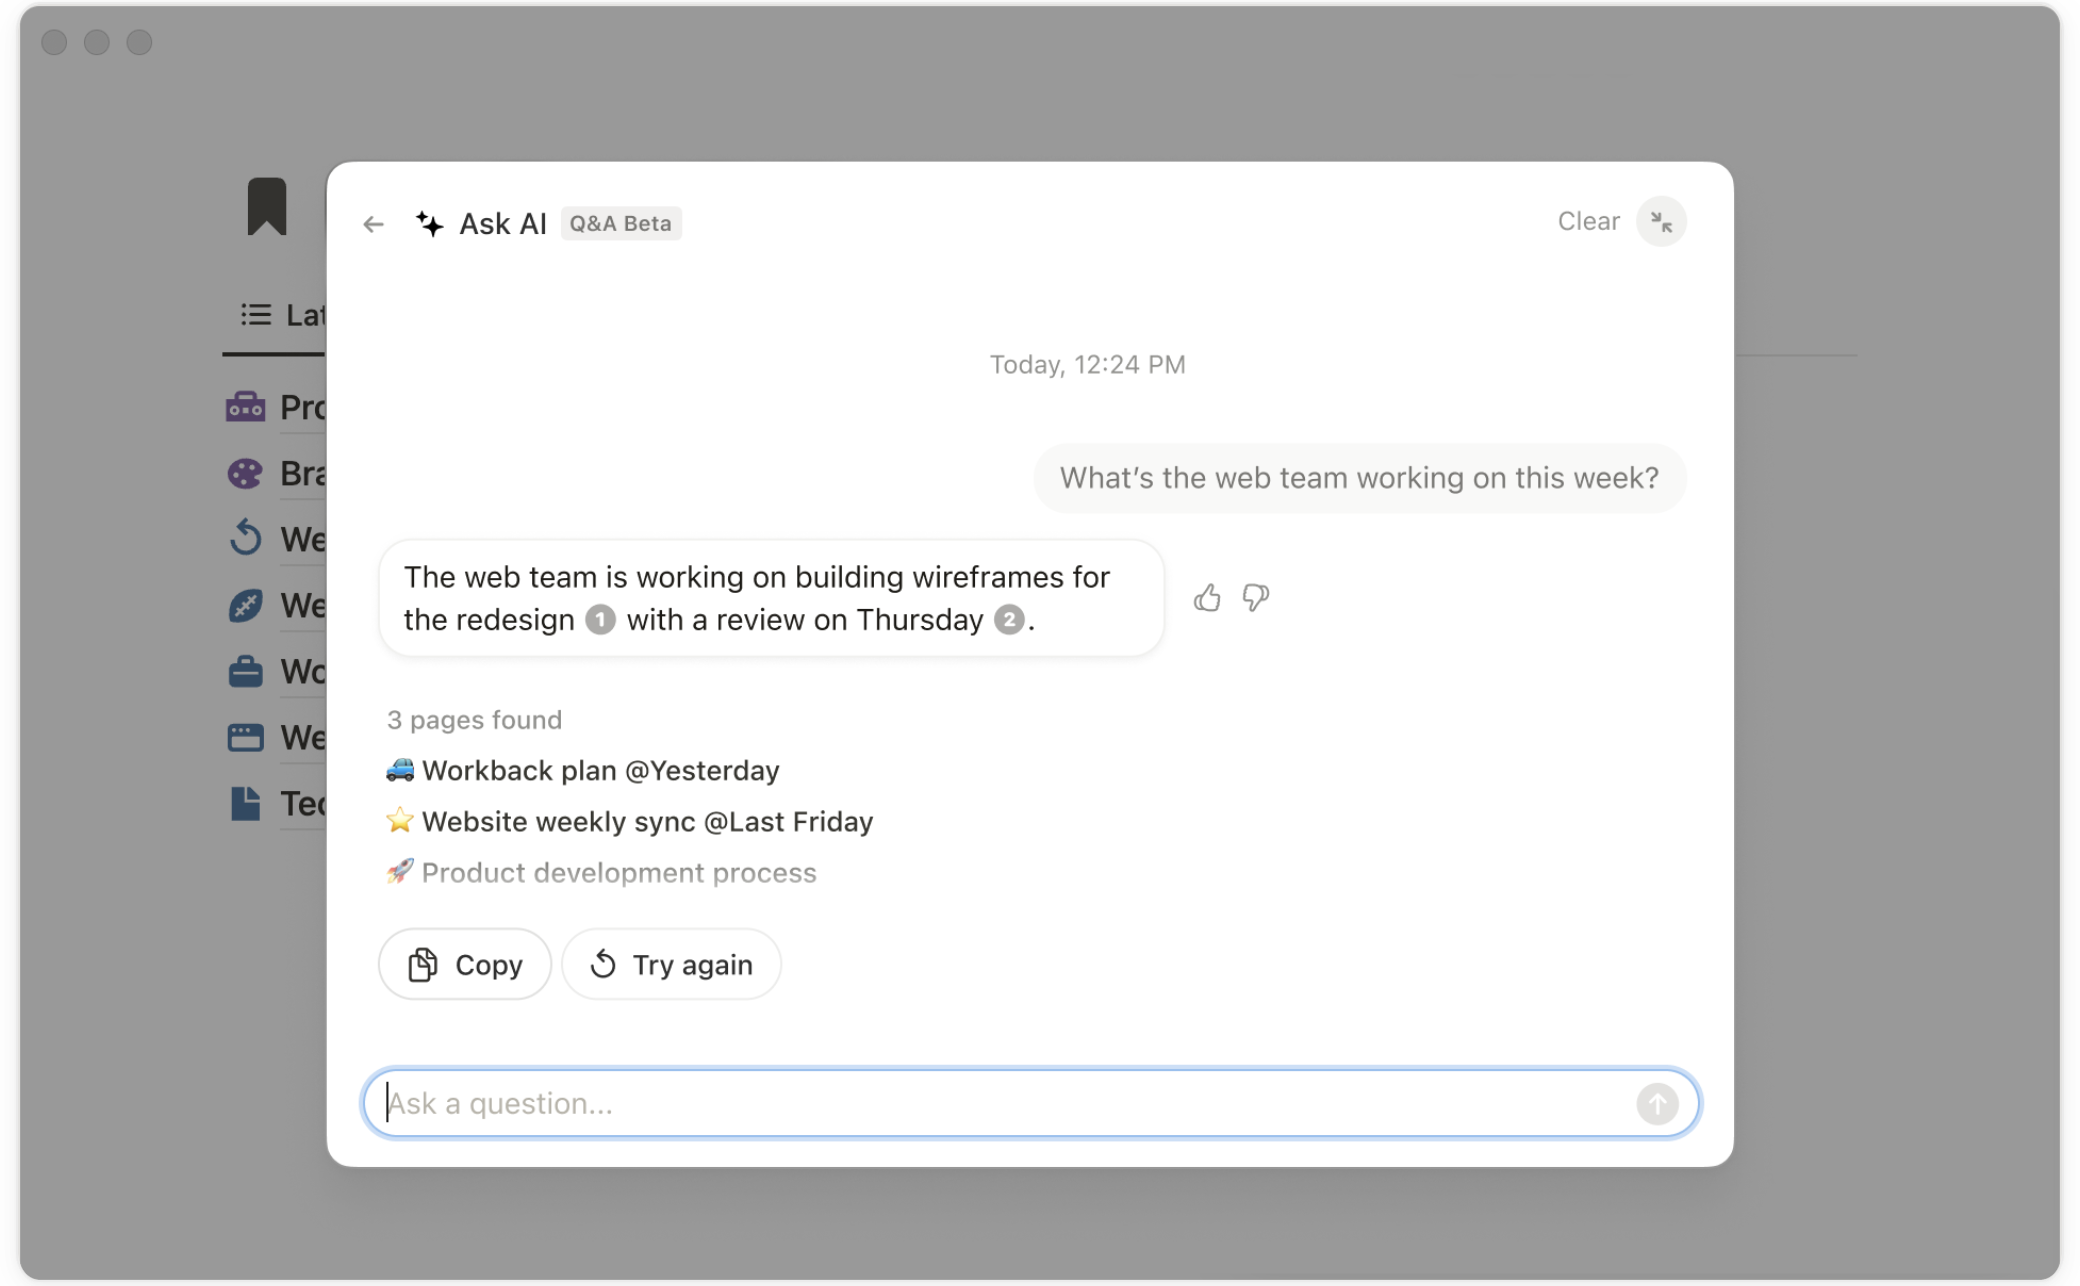 Ask AI Q&A Beta
Clear
Lat
Today, 12:24 PM
Pro
What’s the web team working on this week?
Bra
We
The web team is working on building wireframes for
the redesign 1 with a review on Thursday 2.
We
Wo
3 pages found
We
Workback plan @Yesterday
Tec
Website weekly sync @Last Friday
Product development process
Copy
Try again
Ask a question...